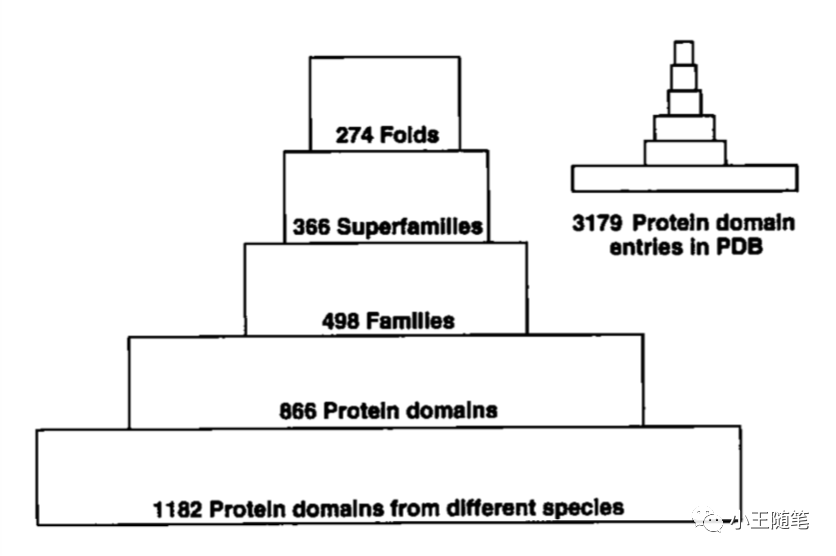 274 Folds
366 Superfamilies
498 Families
866 Protein domains
1182 Protein domains from different species
3179 Protein domain
entries in PDB
小王随笔